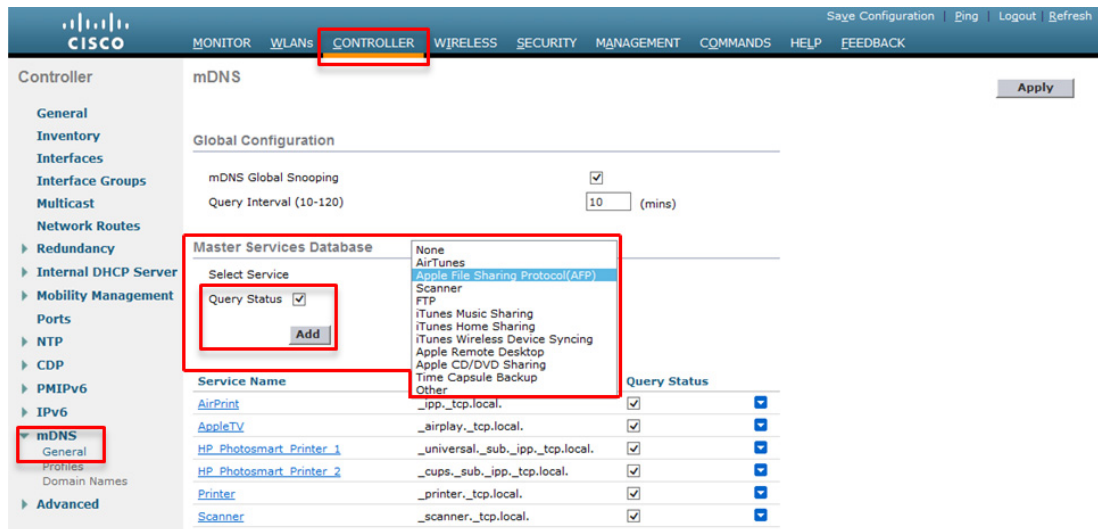 Save Configuration | Ping | Logout | Refresh
CISCO
MONITOR WLANs CONTROLLER WIRELESS SECURITY MANAGEMENT COMMANDS HELP FEEDBACK
Controller
General
Inventory
Interfaces
Interface Groups
Multicast
Network Routes
Redundancy
Internal DHCP Server
Mobility Management
Ports
NTP
CDP
PMIPv6
IPv6
mDNS
General
Profiles
Domain Names
Advanced
mDNS
Apply
Global Configuration
mDNS Global Snooping
Query Interval (10-120) 10 (mins)
Master Services Database
Select Service
Query Status
Add
None
AirTunes
Apple File Sharing Protocol(AFP)
Scanner
FTP
iTunes Music Sharing
iTunes Home Sharing
iTunes Wireless Device Syncing
Apple Remote Desktop
Apple CD/DVD Sharing
Time Capsule Backup
Other
Service Name Query Status
AirPrint _ipp._tcp.local.
AppleTV _airplay._tcp.local.
HP_Photosmart_Printer_1 _universal._sub._ipp._tcp.local.
HP_Photosmart_Printer_2 _cups._sub._ipp._tcp.local.
Printer _printer._tcp.local.
Scanner _scanner._tcp.local.